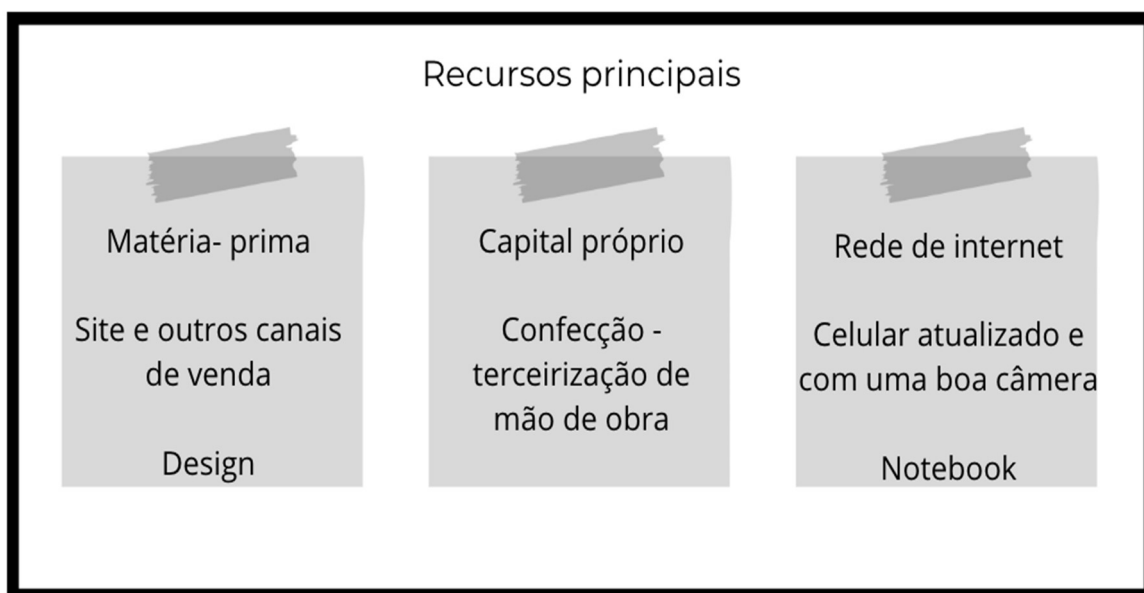 Recursos principais
Matéria- prima
Site e outros canais
de venda
Design
Capital próprio
Confecção -
terceirização de
mão de obra
Rede de internet
Celular atualizado e
com uma boa câmera
Notebook